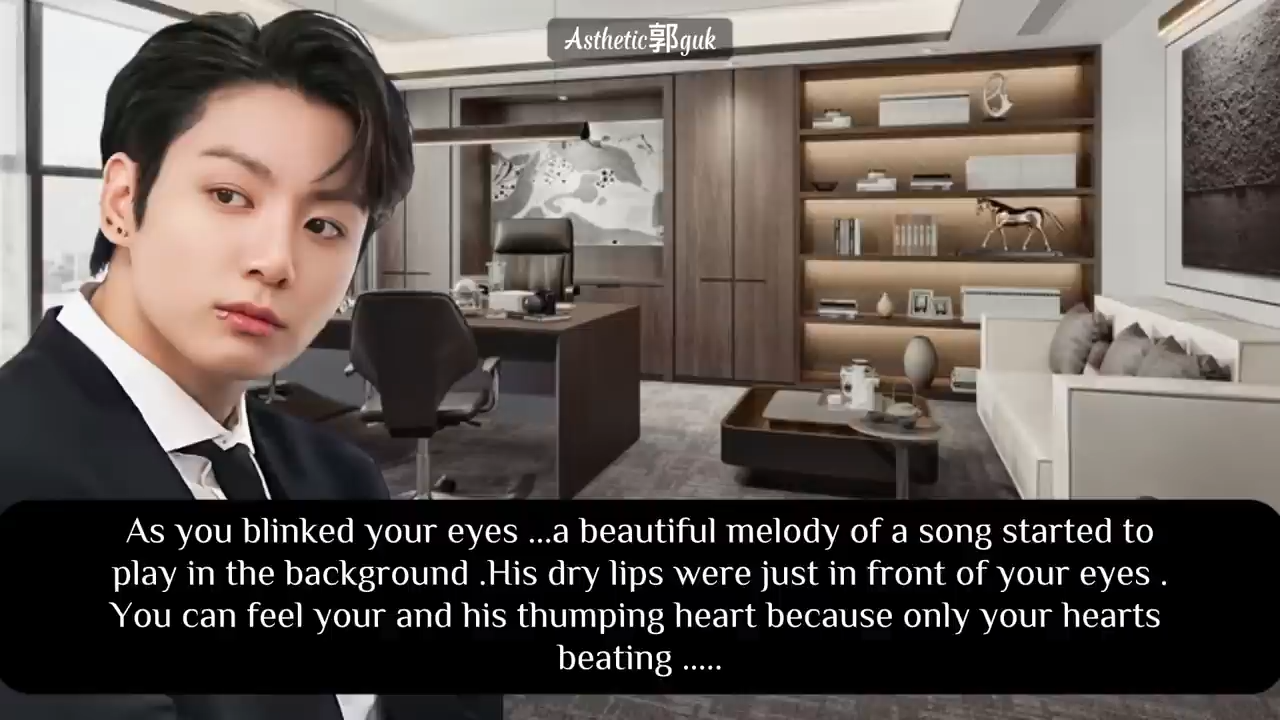 Asthetic郭guk
As you blinked your eyes ...a beautiful melody of a song started to
play in the background .His dry lips were just in front of your eyes .
You can feel your and his thumping heart because only your hearts
beating .....